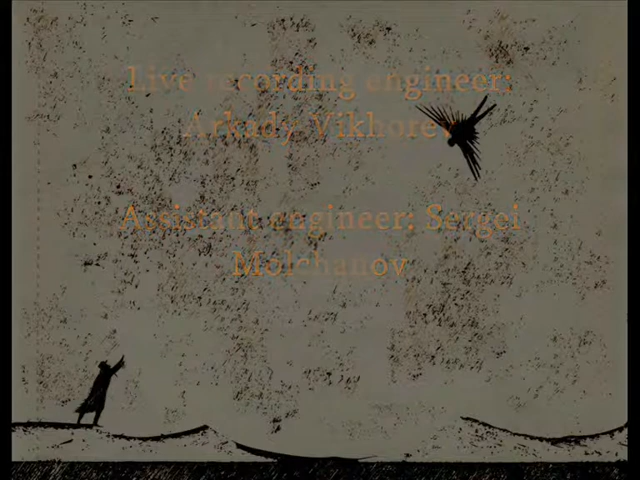 Live recording engineer:
Arkady Vikhorev
Assistant engineer: Sergei
Molchanov